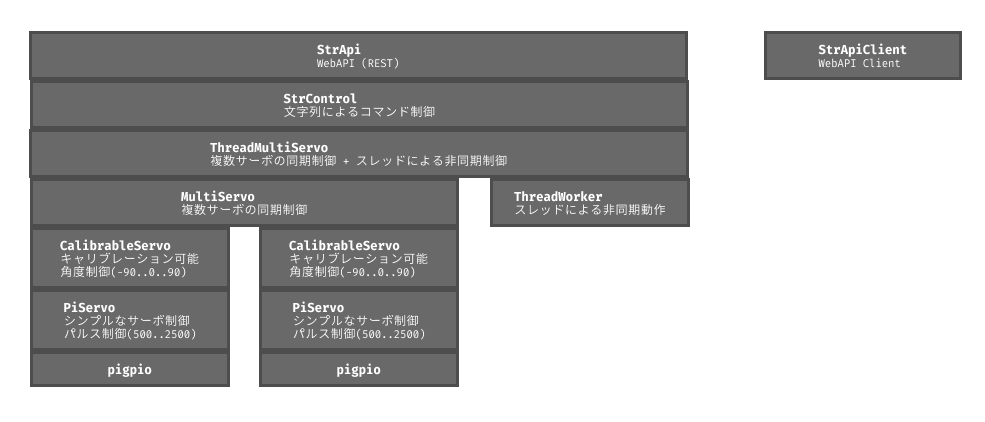 StrApi
WebAPI (REST)
StrApiClient
WebAPI Client
StrControl
文字列によるコマンド制御
ThreadMultiServo
複数サーボの同期制御 + スレッドによる非同期制御
MultiServo
複数サーボの同期制御
ThreadWorker
スレッドによる非同期動作
CalibrableServo
キャリブレーション可能
角度制御(-90..0..90)
CalibrableServo
キャリブレーション可能
角度制御(-90..0..90)
PiServo
シンプルなサーボ制御
パルス制御(500..2500)
PiServo
シンプルなサーボ制御
パルス制御(500..2500)
pigpio
pigpio